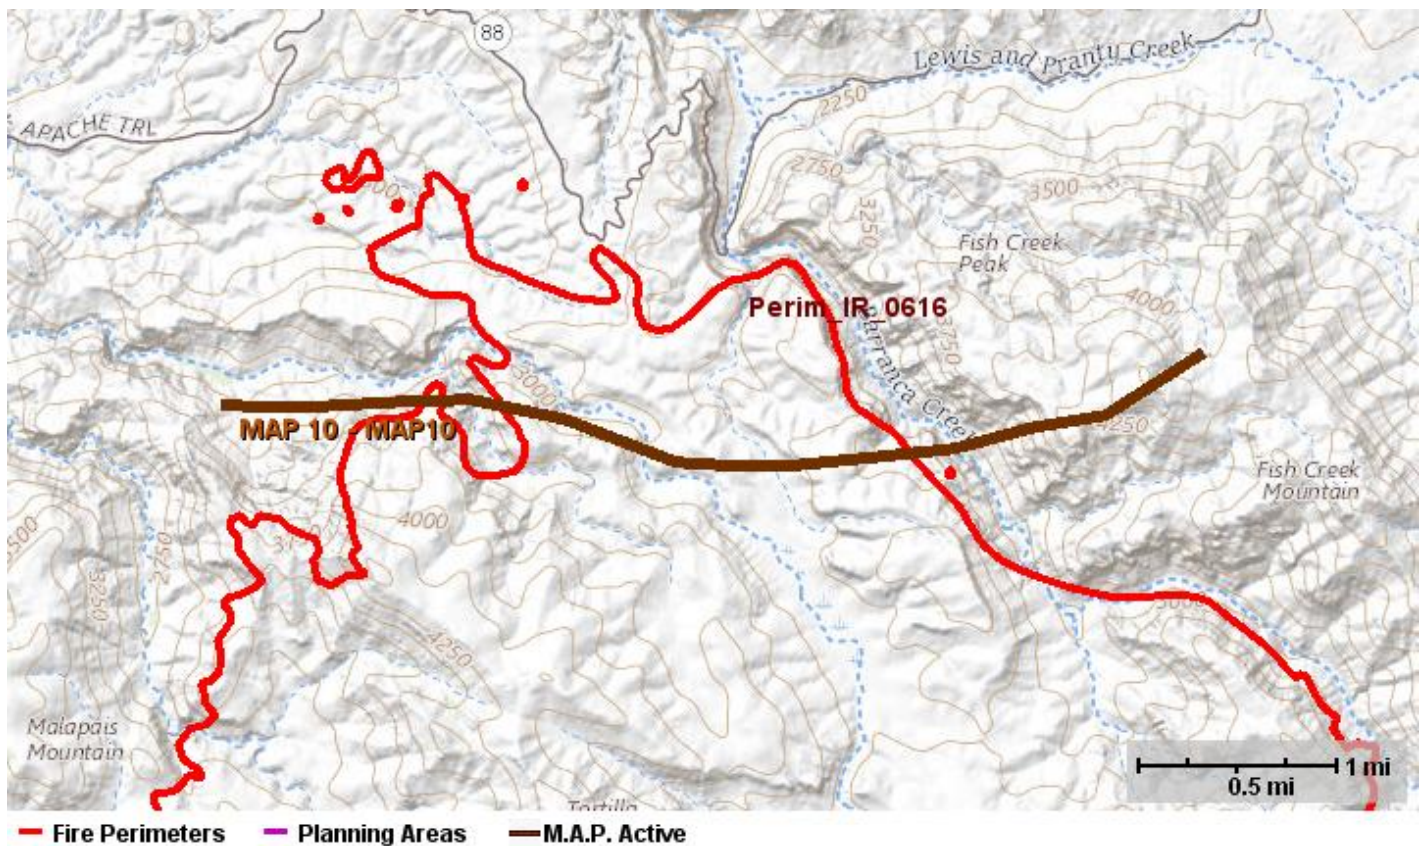 88
Lewis and Pranty Creek
APACHE TRL
2250
2750
3500
3250
Fish Creek
Peak
4000
Perim_IR_0616
3750
3000
MAP 10 - MAP10
Fish Creek
Mountain
4000
3500
2750
3250
4250
3000
Malapais
Mountain
1 mi
0.5 mi
Tortilla
Fire Perimeters
Planning Areas
M.A.P. Active